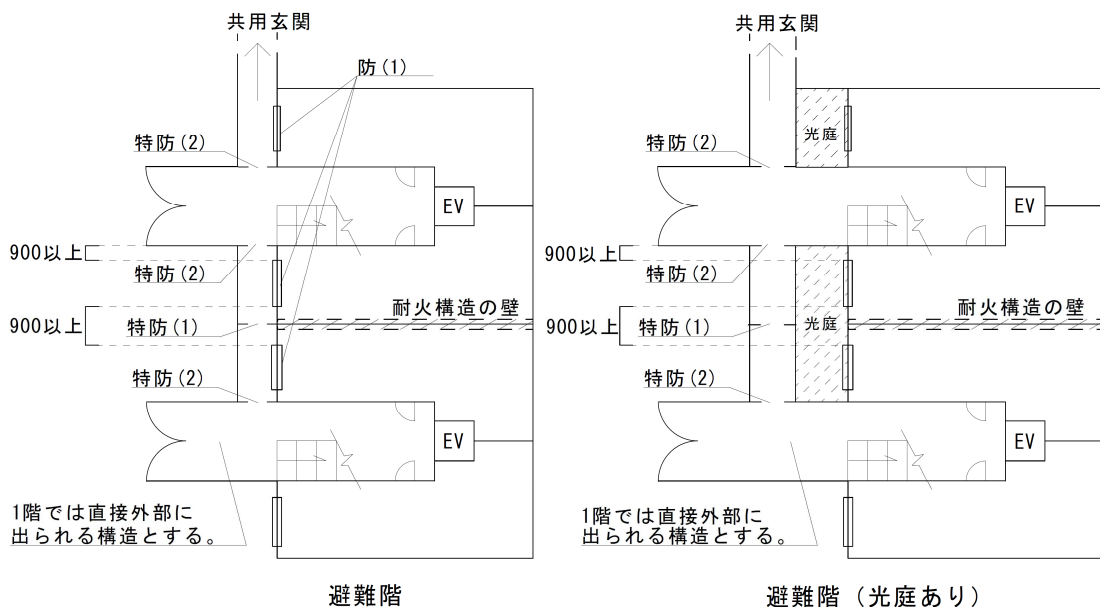 共用玄関
防(1)
特防(2)
EV
900以上
特防(2)
耐火構造の壁
900以上
特防(1)
特防(2)
EV
1階では直接外部に
出られる構造とする。
避難階
共用玄関
光庭
特防(2)
EV
900以上
特防(2)
耐火構造の壁
900以上
特防(1)
光庭
特防(2)
EV
1階では直接外部に
出られる構造とする。
避難階(光庭あり)